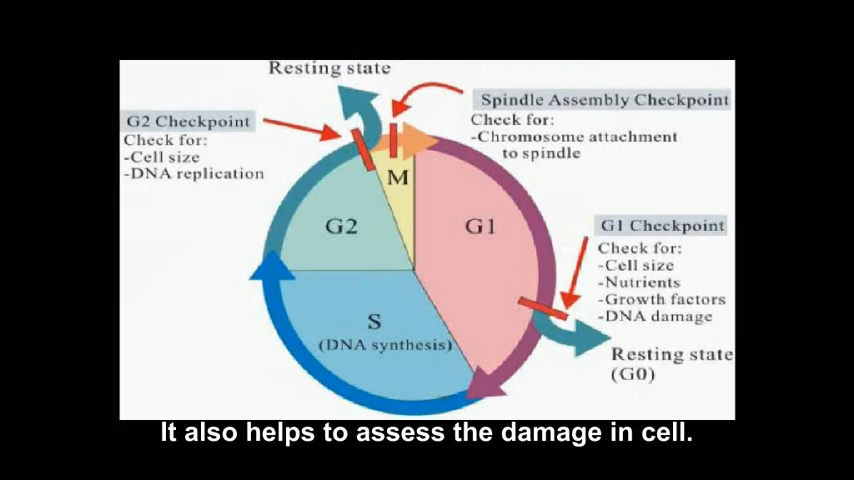 Resting state
Spindle Assembly Checkpoint
Check for:
-Chromosome attachment
to spindle
G2 Checkpoint
Check for:
-Cell size
-DNA replication
M
G2
G1
G1 Checkpoint
Check for:
-Cell size
-Nutrients
-Growth factors
-DNA damage
S
(DNA synthesis)
Resting state
(G0)
It also helps to assess the damage in cell.